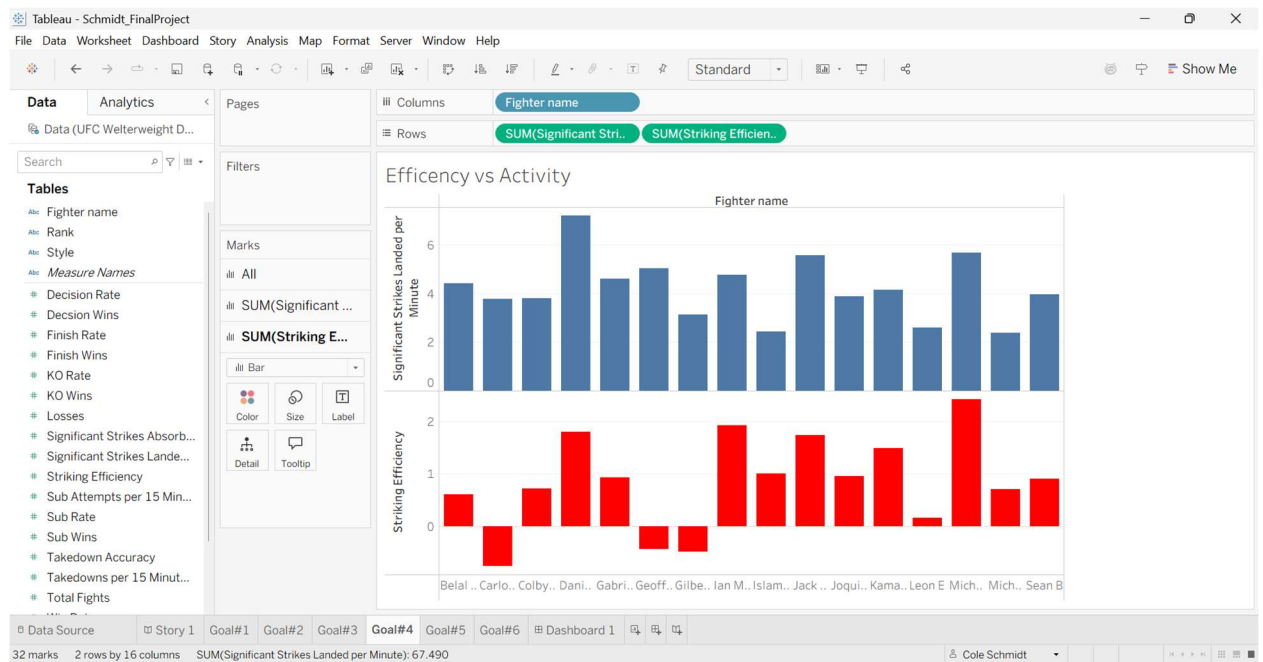 Tableau - Schmidt_FinalProject
File Data Worksheet Dashboard Story Analysis Map Format Server Window Help
Standard
Show Me
Data Analytics
Data (UFC Welterweight D...
Search
Tables
Abc Fighter name
Abc Rank
Abc Style
Abc Measure Names
# Decision Rate
# Decsion Wins
# Finish Rate
# Finish Wins
# KO Rate
# KO Wins
# Losses
# Significant Strikes Absorb...
# Significant Strikes Lande...
# Striking Efficiency
# Sub Attempts per 15 Min...
# Sub Rate
# Sub Wins
# Takedown Accuracy
# Takedowns per 15 Minut...
# Total Fights
Pages
Filters
Marks
All
SUM(Significant ...
SUM(Striking E...
Bar
Color Size Label
Detail Tooltip
Columns Fighter name
Rows SUM(Significant Stri.. SUM(Striking Efficien..
Efficency vs Activity
Fighter name
Significant Strikes Landed per
Minute
6
4
2
0
Striking Efficiency
2
1
0
Belal .. Carlo.. Colby.. Dani.. Gabri.. Geoff.. Gilbe.. Ian M.. Islam.. Jack .. Joqui.. Kama.. Leon E Mich.. Mich.. Sean B
Data Source Story 1 Goal#1 Goal#2 Goal#3 Goal#4 Goal#5 Goal#6 Dashboard 1
32 marks 2 rows by 16 columns SUM(Significant Strikes Landed per Minute): 67.490 Cole Schmidt